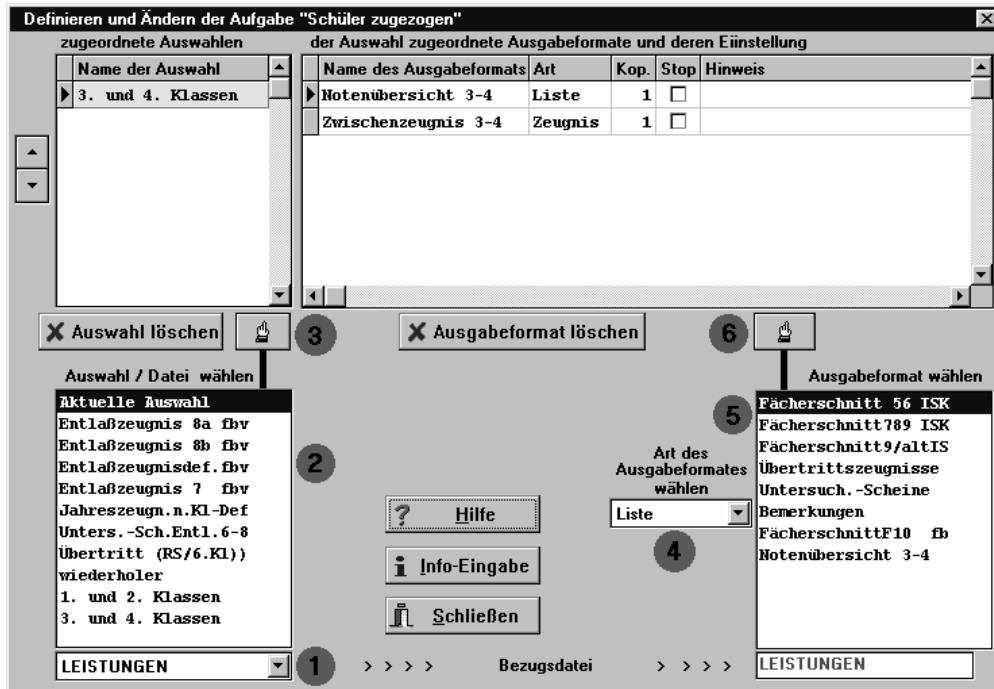 Definieren und Ändern der Aufgabe "Schüler zugezogen"
zugeordnete Auswahlen
der Auswahl zugeordnete Ausgabeformate und deren Eiinstellung
Name der Auswahl
3. und 4. Klassen
Name des Ausgabeformats Art Kop. Stop Hinweis
Notenübersicht 3-4 Liste 1
Zwischenzeugnis 3-4 Zeugnis 1
Auswahl löschen
3
Ausgabeformat löschen
6
Auswahl / Datei wählen
Aktuelle Auswahl
Entlaßzeugnis 8a fbv
Entlaßzeugnis 8b fbv
Entlaßzeugnisdef.fbv
Entlaßzeugnis 7 fbv
Jahreszeugn.n.Kl-Def
Unters.-Sch.Entl.6-8
Übertritt (RS/6.Kl))
wiederholer
1. und 2. Klassen
3. und 4. Klassen
2
LEISTUNGEN
1
Hilfe
Info-Eingabe
Schließen
> > > > Bezugsdatei > > > >
Art des
Ausgabeformates
wählen
Liste
4
5
Ausgabeformat wählen
Fächerschnitt 56 ISK
Fächerschnitt789 ISK
Fächerschnitt9/altIS
Übertrittszeugnisse
Untersuch.-Scheine
Bemerkungen
FächerschnittF10 fb
Notenübersicht 3-4
LEISTUNGEN